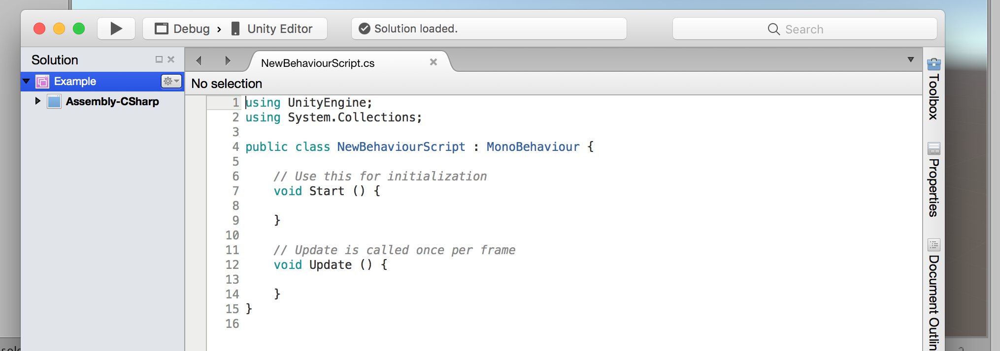 Debug › Unity Editor
Solution loaded.
Search
Solution
NewBehaviourScript.cs
Example
No selection
Assembly-CSharp
1 using UnityEngine;
2 using System.Collections;
3
4 public class NewBehaviourScript : MonoBehaviour {
5
6 // Use this for initialization
7 void Start () {
8
9 }
10
11 // Update is called once per frame
12 void Update () {
13
14 }
15 }
16
Toolbox
Properties
Document Outlin